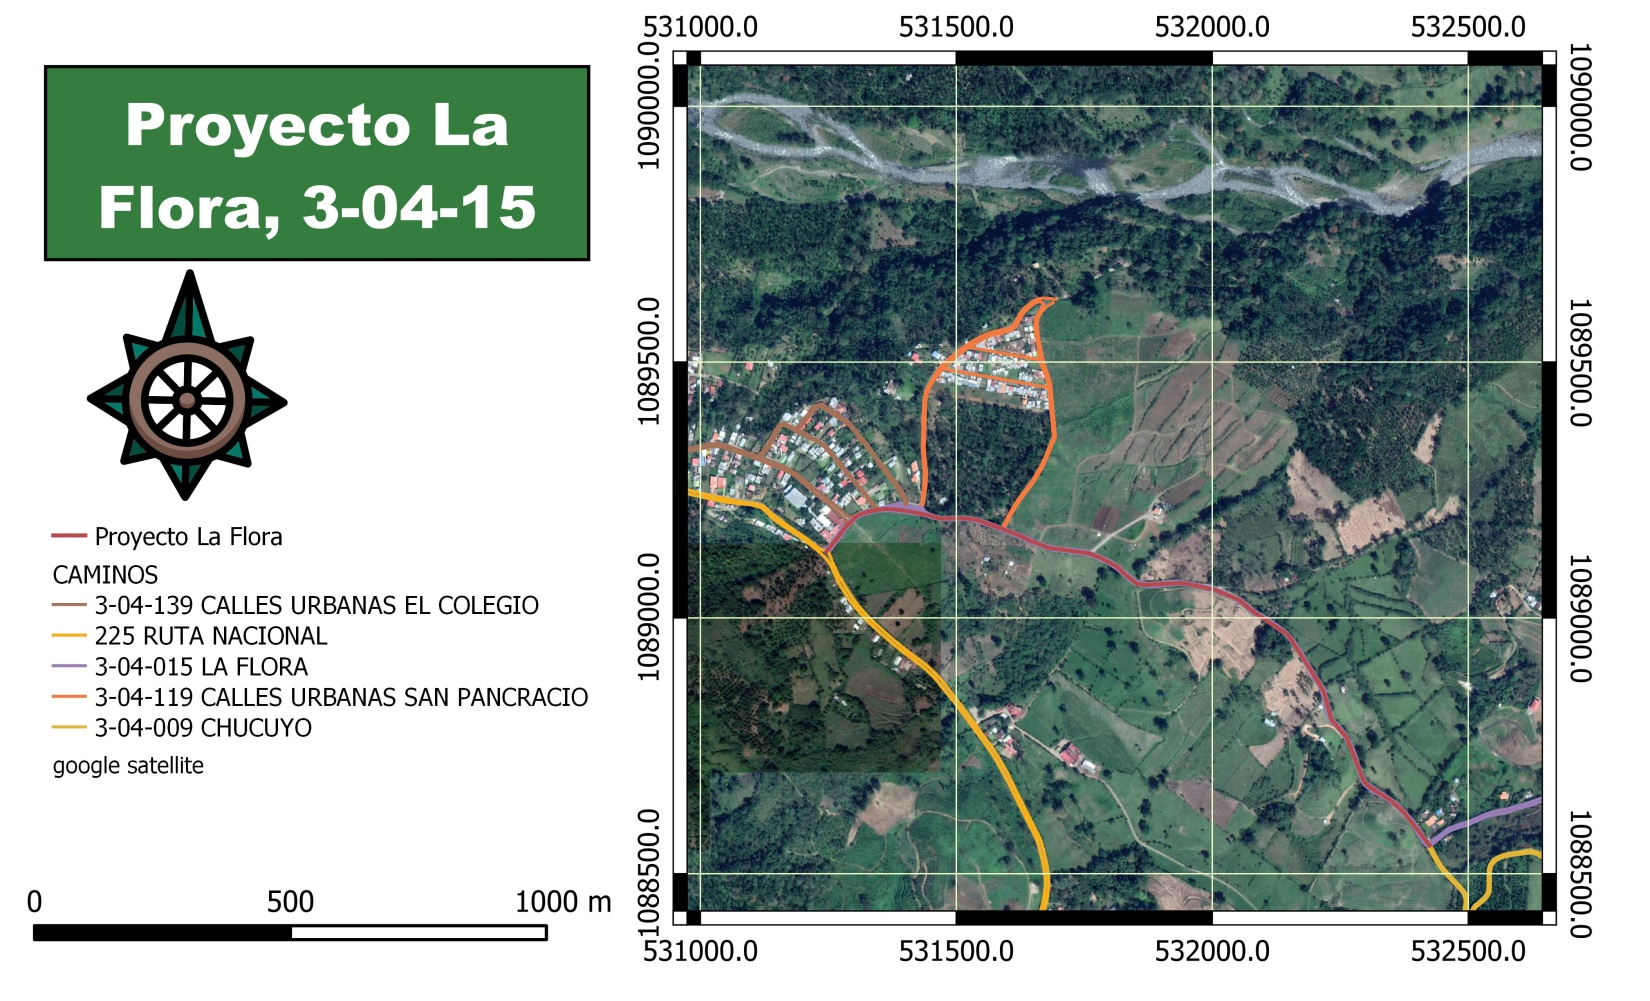 Proyecto La
Flora, 3-04-15
Proyecto La Flora
CAMINOS
3-04-139 CALLES URBANAS EL COLEGIO
225 RUTA NACIONAL
3-04-015 LA FLORA
3-04-119 CALLES URBANAS SAN PANCRACIO
3-04-009 CHUCUYO
google satellite
0 500 1000 m
531000.0 531500.0 532000.0 532500.0
1090000.0
1089500.0
1089000.0
1088500.0
1090000.0
1089500.0
1089000.0
1088500.0
531000.0 531500.0 532000.0 532500.0